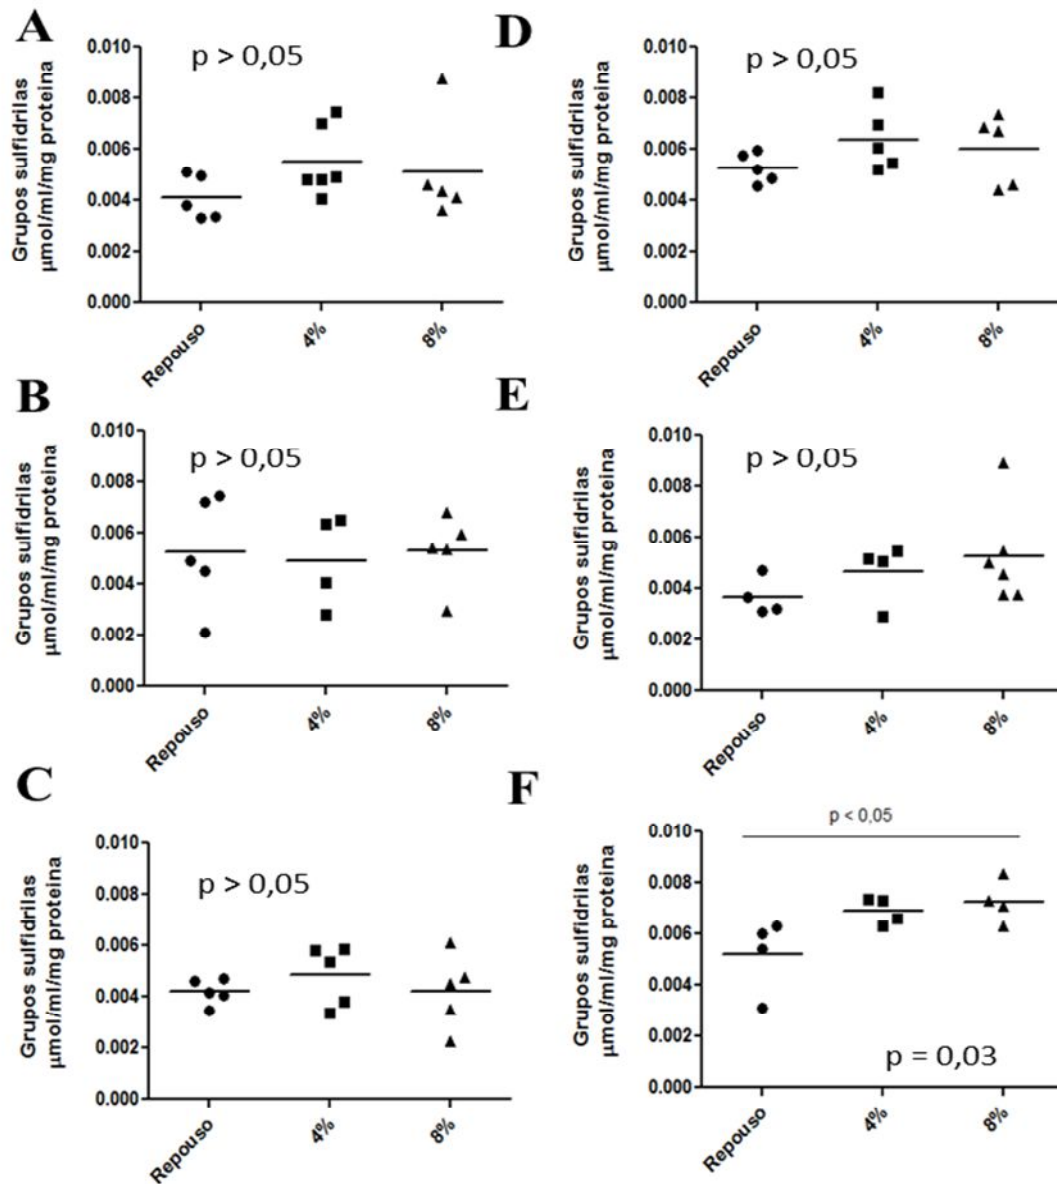 A
Grupos sulfidrilas
µmol/ml/mg proteina
p > 0,05
0.010
0.008
0.006
0.004
0.002
0.000
Repouso
4%
8%
D
Grupos sulfidrilas
µmol/ml/mg proteina
p > 0,05
0.010
0.008
0.006
0.004
0.002
0.000
Repouso
4%
8%
B
Grupos sulfidrilas
µmol/ml/mg proteina
p > 0,05
0.010
0.008
0.006
0.004
0.002
0.000
Repouso
4%
8%
E
Grupos sulfidrilas
µmol/ml/mg proteina
p > 0,05
0.010
0.008
0.006
0.004
0.002
0.000
Repouso
4%
8%
C
Grupos sulfidrilas
µmol/ml/mg proteina
p > 0,05
0.010
0.008
0.006
0.004
0.002
0.000
Repouso
4%
8%
F
Grupos sulfidrilas
µmol/ml/mg proteina
p < 0,05
0.010
0.008
0.006
0.004
0.002
0.000
p = 0,03
Repouso
4%
8%